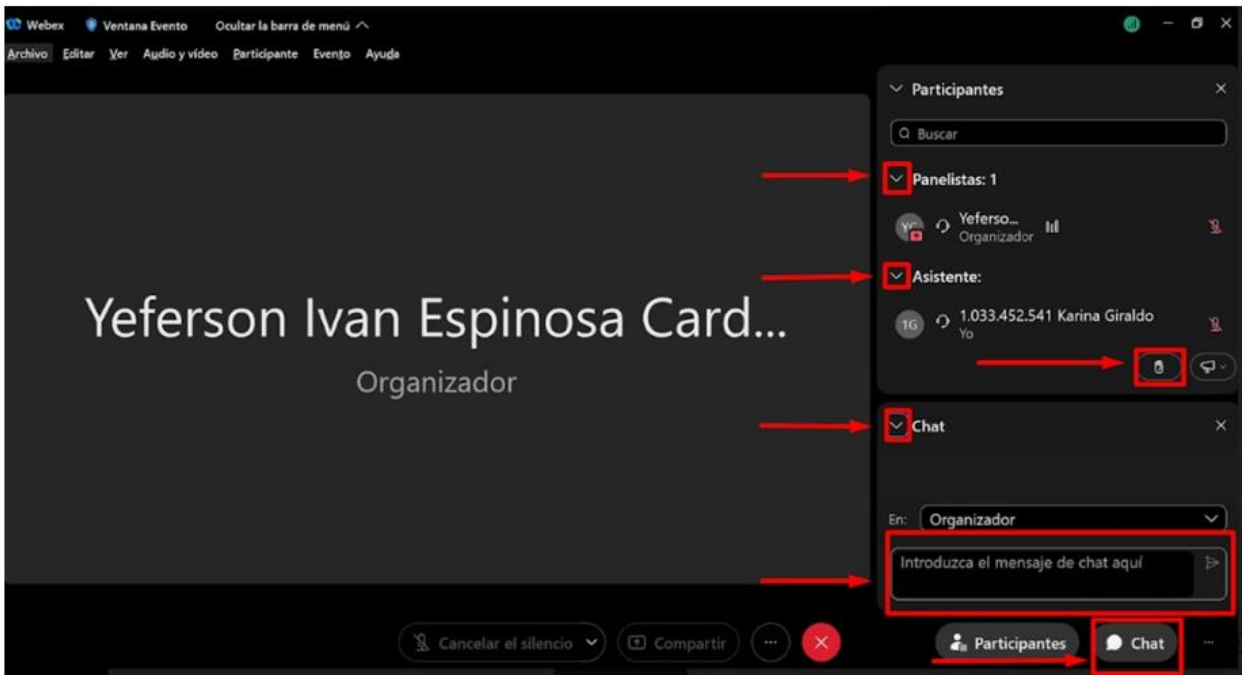 Webex Ventana Evento Ocultar la barra de menú
Archivo Editar Ver Audio y vídeo Participante Evento Ayuda
Participantes
Buscar
Panelistas: 1
YC Yeferso...
Organizador
Asistente:
1G 1.033.452.541 Karina Giraldo
Yo
Yeferson Ivan Espinosa Card...
Organizador
Chat
En: Organizador
Introduzca el mensaje de chat aquí
Cancelar el silencio Compartir ... Participantes Chat ...